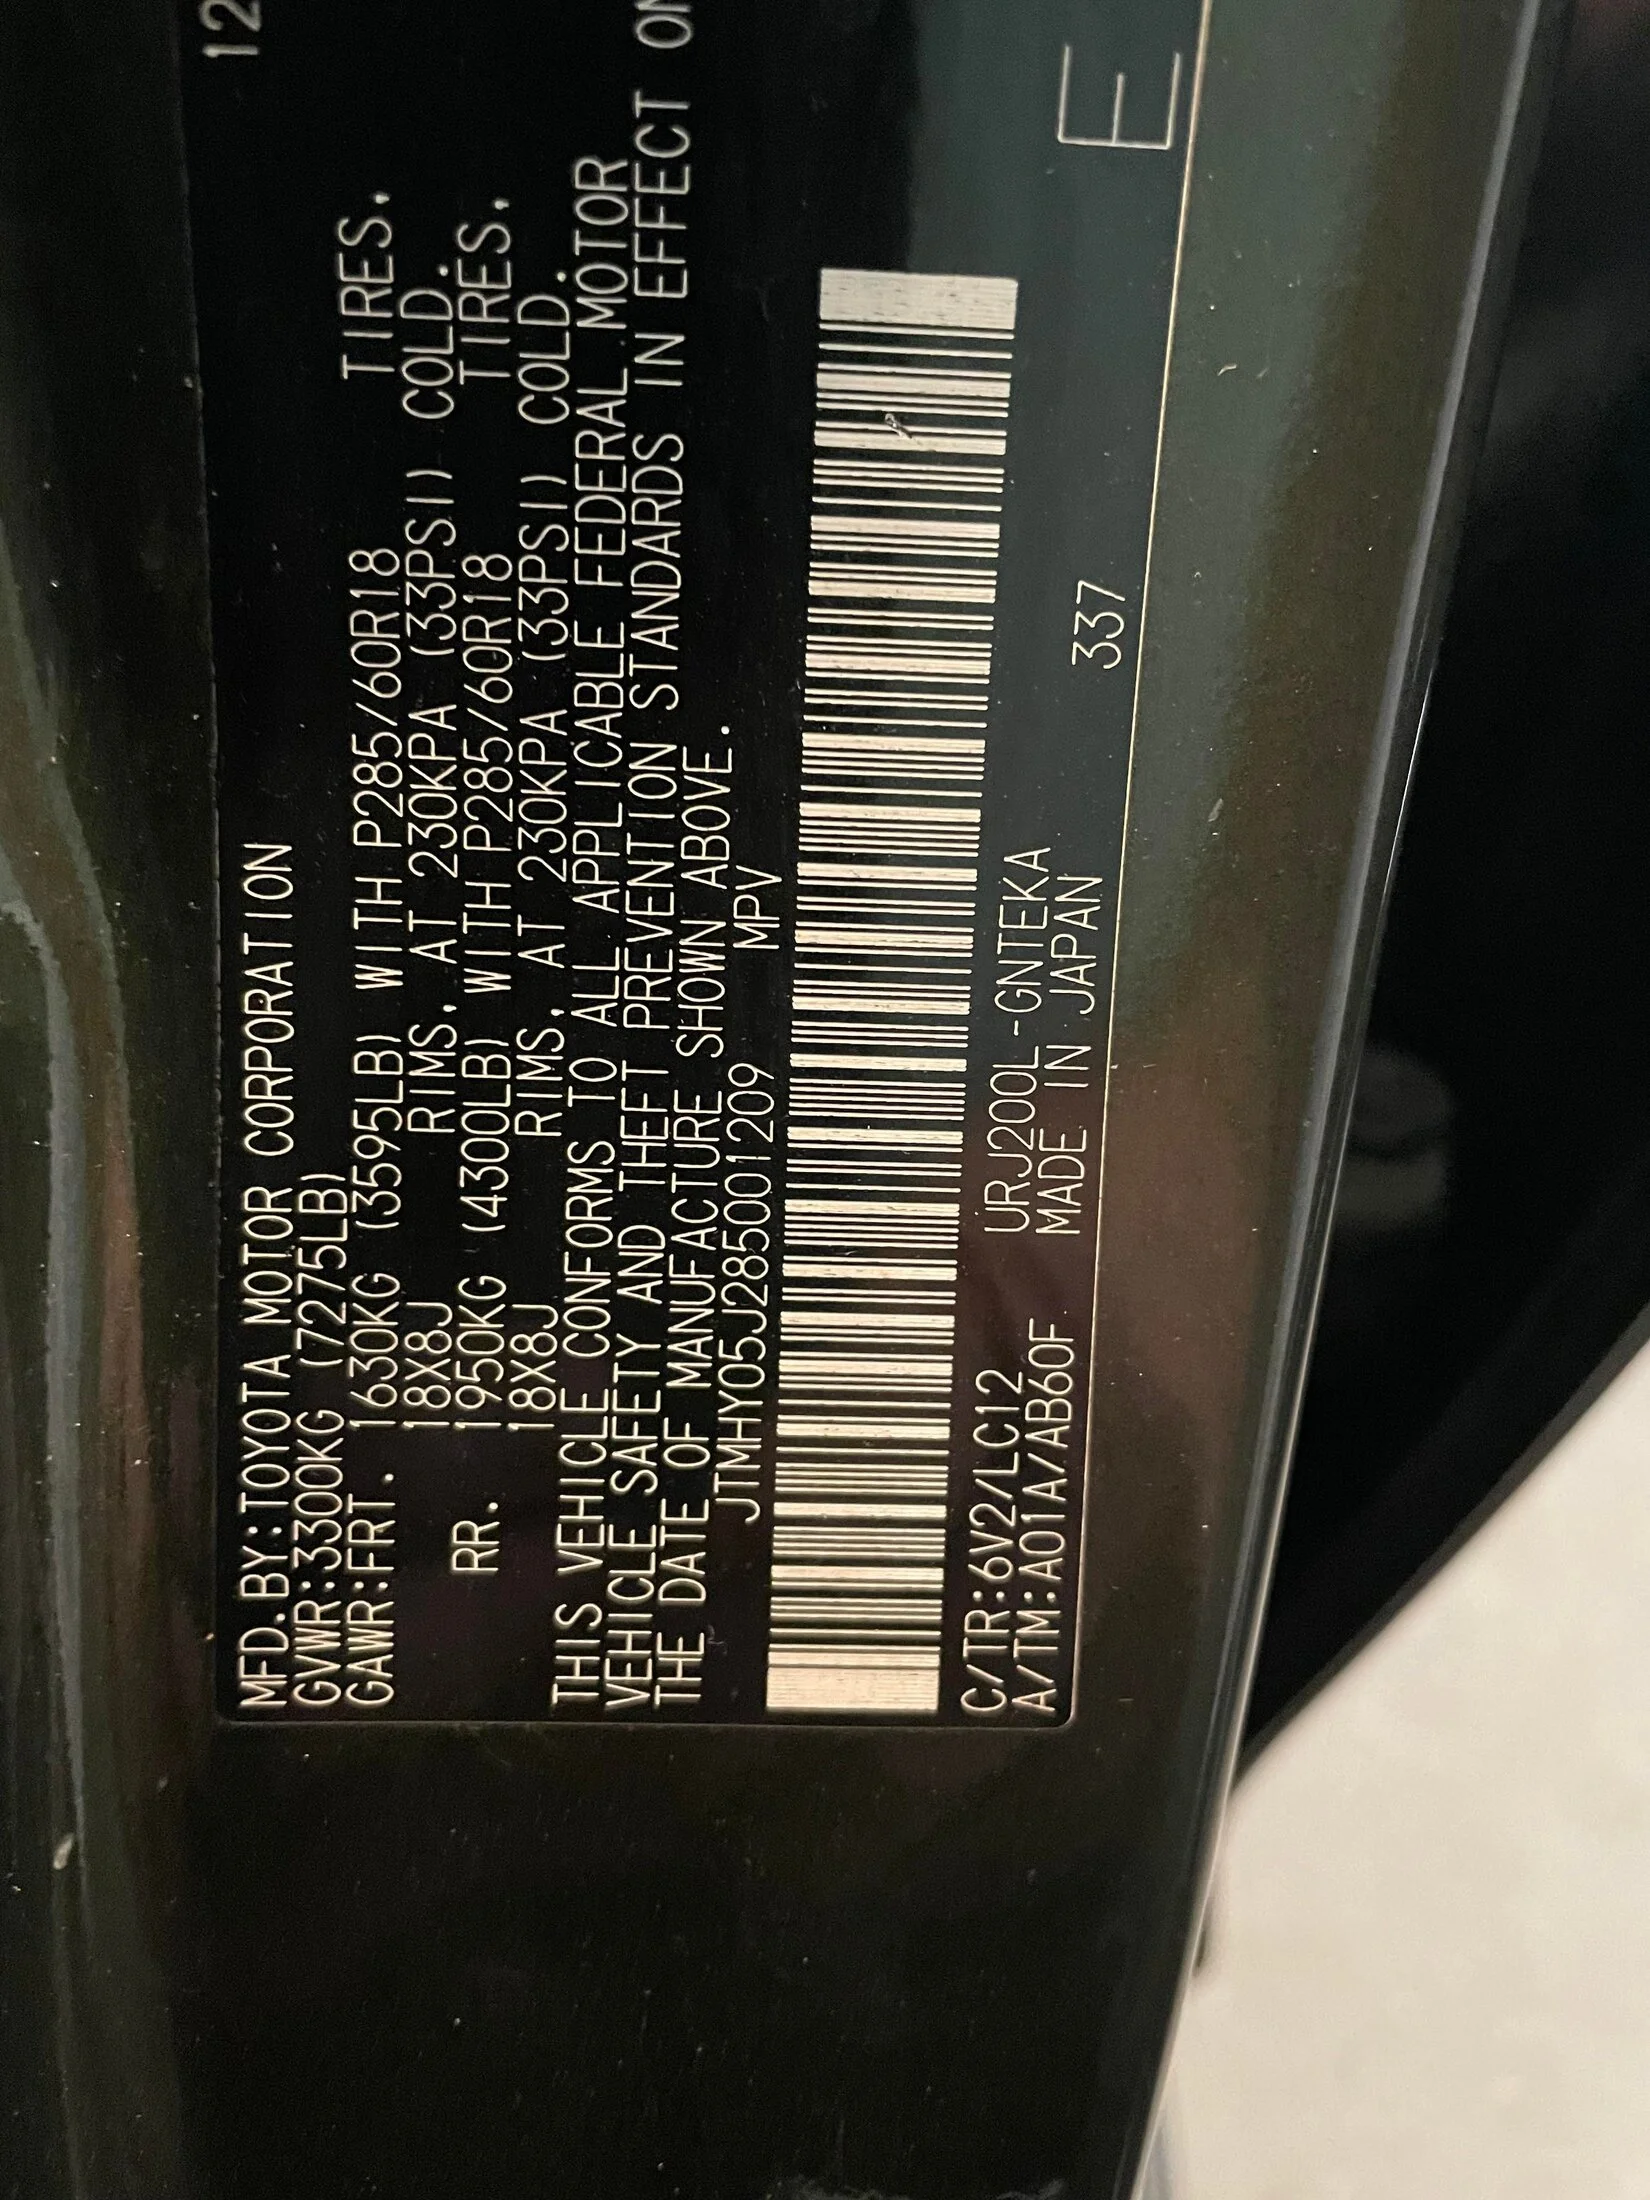 MFD.BY:TOYOTA MOTOR CORPORATION 12
GVWR:3300KG (7275LB)
GAWR:FRT. 1630KG (3595LB) WITH P285/60R18 TIRES,
18X8J RIMS, AT 230KPA (33PSI) COLD.
RR. 1950KG (4300LB) WITH P285/60R18 TIRES,
18X8J RIMS, AT 230KPA (33PSI) COLD.
THIS VEHICLE CONFORMS TO ALL APPLICABLE FEDERAL MOTOR
VEHICLE SAFETY AND THEFT PREVENTION STANDARDS IN EFFECT ON
THE DATE OF MANUFACTURE SHOWN ABOVE.
JTMHY05J285001209 MPV
C/TR:6V2/LC12 URJ200L-GNTEKA
A/TM:A01A/AB60F MADE IN JAPAN 337 E